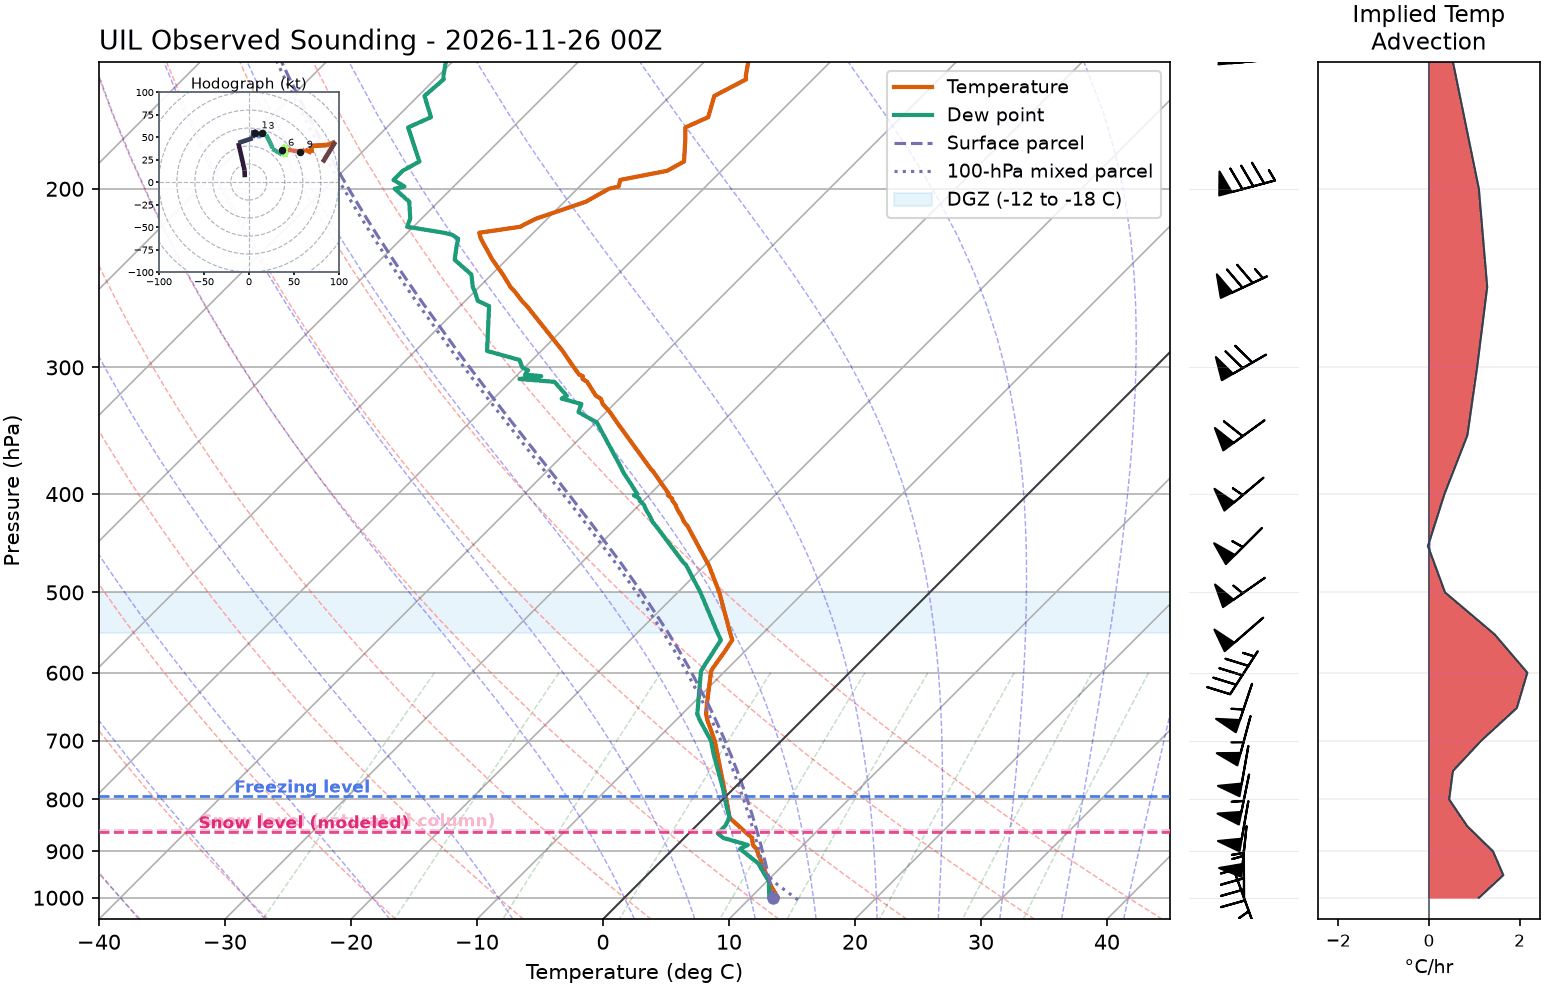 UIL Observed Sounding - 2026-11-26 00Z
Implied Temp
Advection
Hodograph (kt)
100
75
50
25
0
−25
−50
−75
−100
−100
−50
0
50
100
13
6
9
Temperature
Dew point
Surface parcel
100-hPa mixed parcel
DGZ (-12 to -18 C)
Pressure (hPa)
200
300
400
500
600
700
800
900
1000
Freezing level
Snow level (modeled)
column)
−40
−30
−20
−10
0
10
20
30
40
Temperature (deg C)
−2
0
2
°C/hr